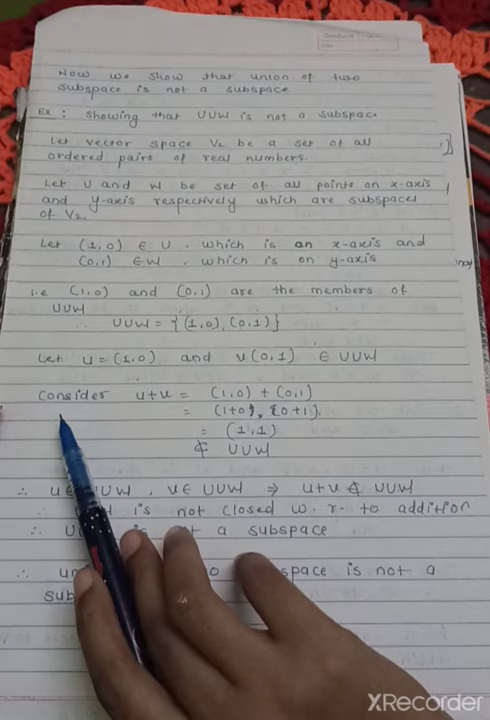 Now we show that union of two
subspace is not a subspace
Ex: Showing that U∪W is not a subspace
Let vector space V₂ be a set of all
ordered pairs of real numbers.
Let U and W be set of all points on x-axis
and y-axis respectively which are subspaces
of V₂.
Let (1,0) ∈ U. which is an x-axis and
(0,1) ∈ W. which is on y-axis
i.e (1,0) and (0,1) are the members of
U∪W
∴ U∪W = {(1,0), (0,1)}
Let u = (1,0) and v(0,1) ∈ U∪W
Consider u+v = (1,0) + (0,1)
= (1+0), {0+1}.
= (1,1)
∉ U∪W
∴ u ∈ U∪W, v ∈ U∪W ⇒ u+v ∉ U∪W
∴ is not closed w.r. to addition
∴ a subspace
∴ space is not a
XRecorder